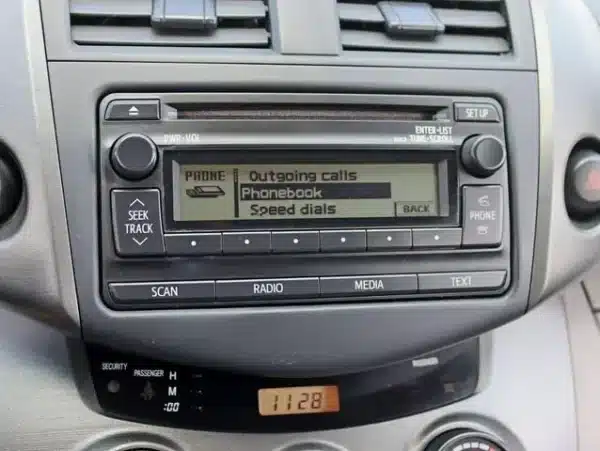 SET UP
PWR·VOL
ENTER·LIST
TUNE·SCROLL
PHONE
Outgoing calls
Phonebook
Speed dials
BACK
SEEK
TRACK
PHONE
SCAN
RADIO
MEDIA
TEXT
SECURITY
PASSENGER
H
M
:00
11:28